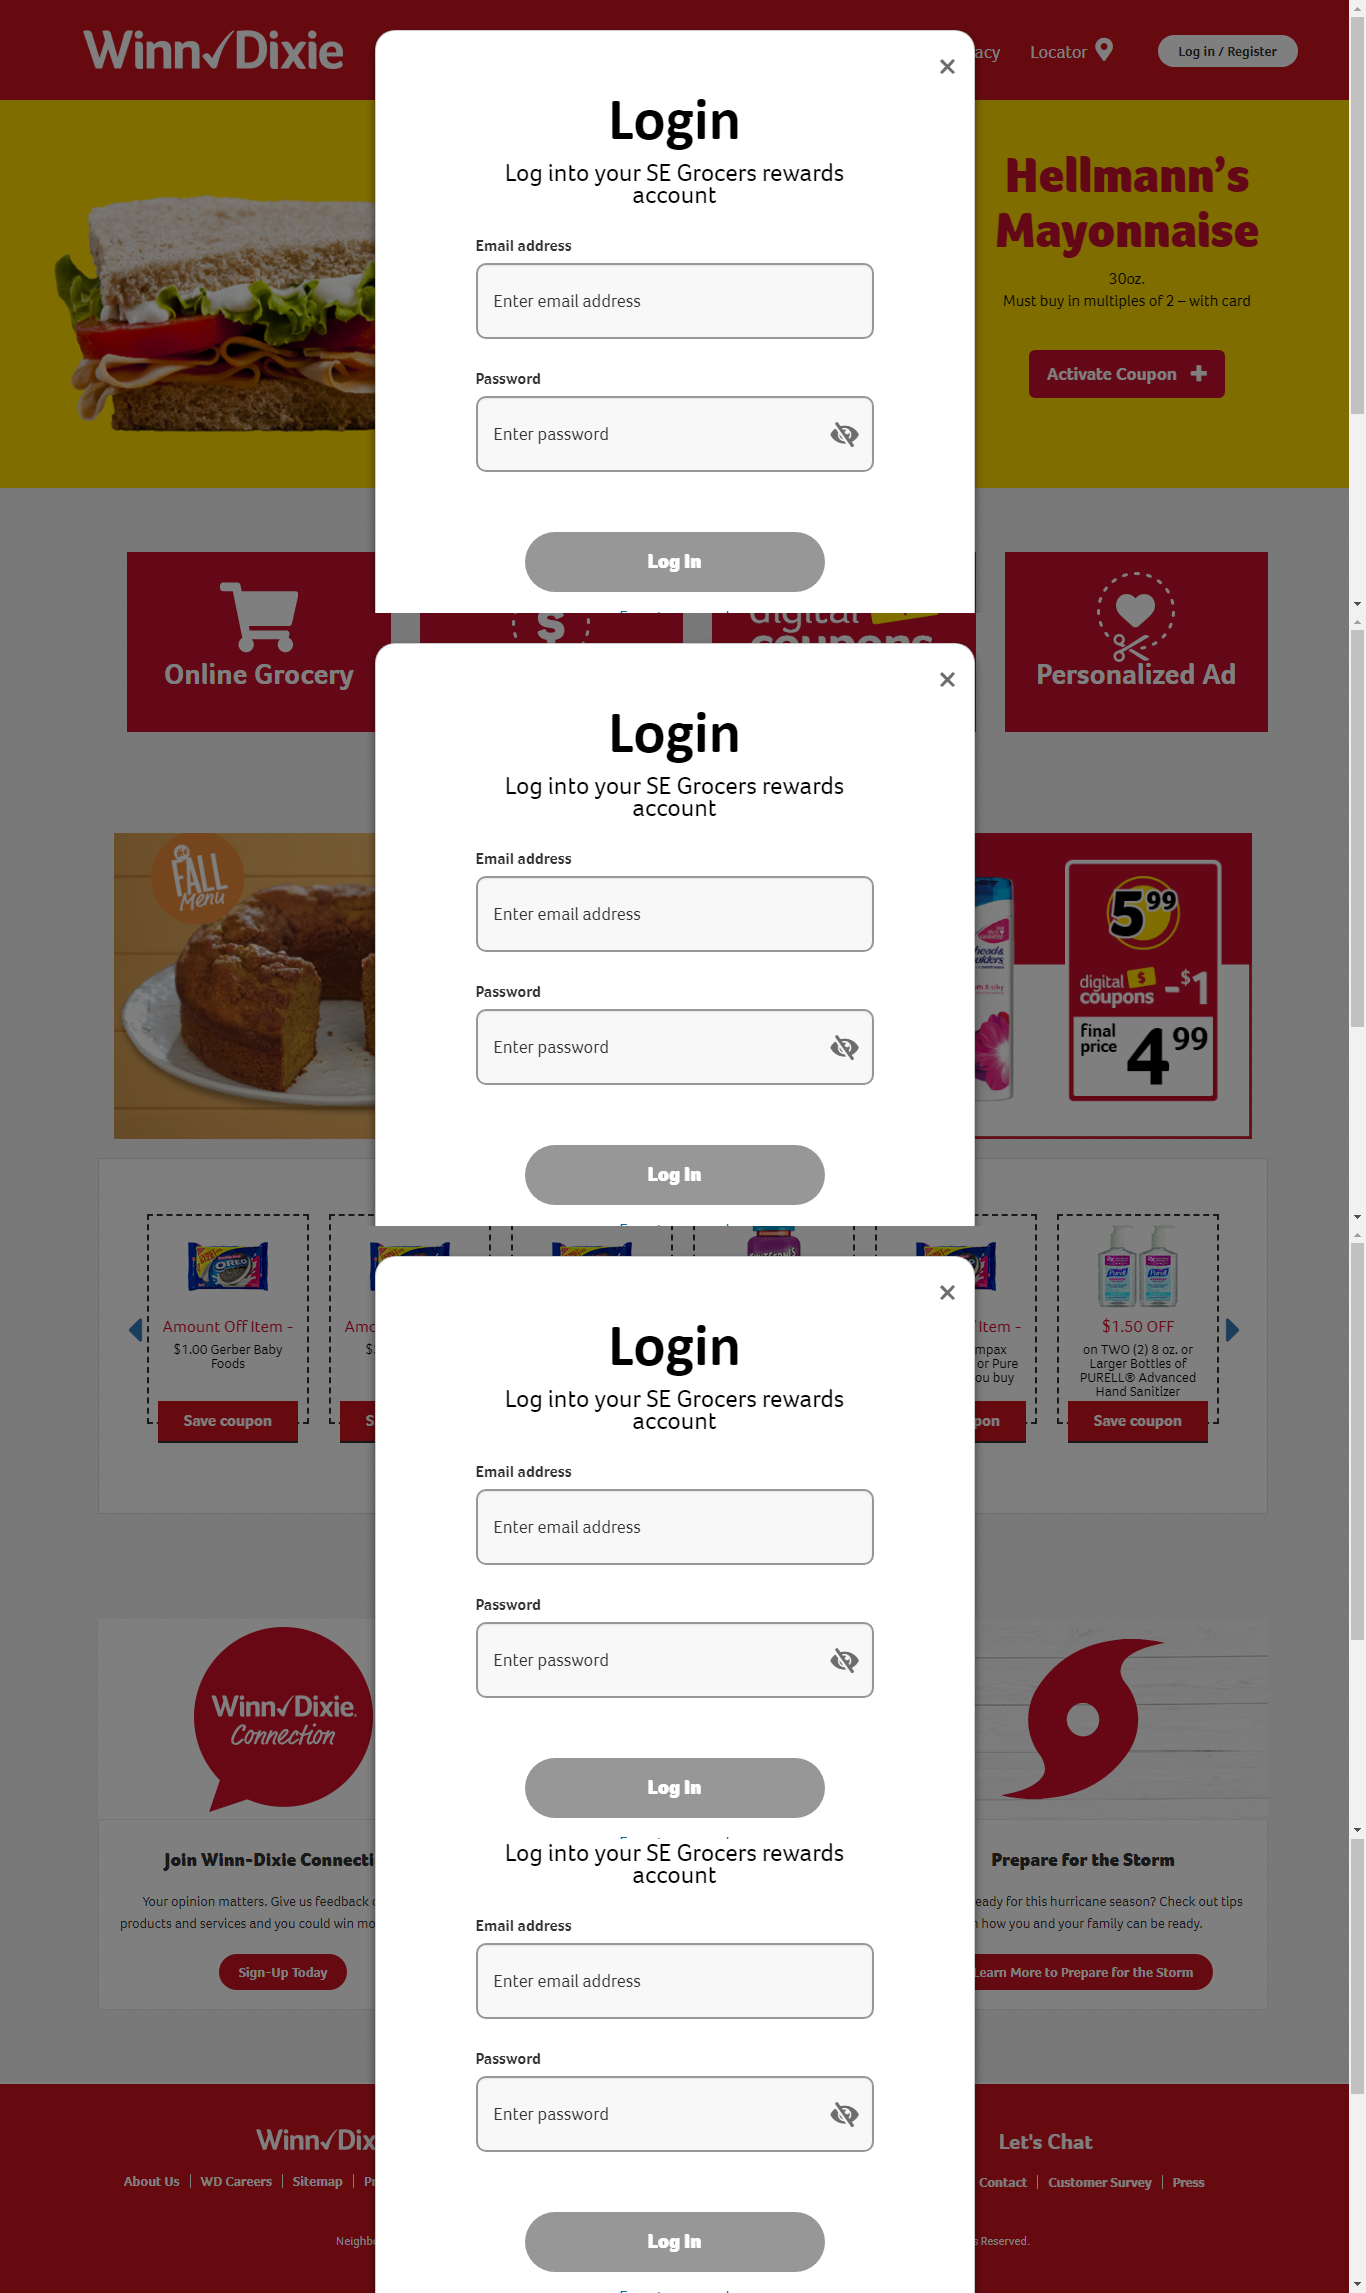 Winn Dixie
acy
Locator
Log in / Register
×
Login
Log into your SE Grocers rewards
account
Email address
Enter email address
Password
Enter password
Log In
Hellmann's
Mayonnaise
30oz.
Must buy in multiples of 2 – with card
Activate Coupon
Online Grocery
$
digital
coupons
Personalized Ad
×
Login
Log into your SE Grocers rewards
account
Email address
Enter email address
Password
Enter password
Log In
the
FALL
Menu
5 99
digital $
coupons -$1
final
price 4 99
OREO
Amount Off Item -
$1.00 Gerber Baby
Foods
Save coupon
Amo
$
S
Item -
mpax
or Pure
ou buy
pon
Purell
Purell
$1.50 OFF
on TWO (2) 8 oz. or
Larger Bottles of
PURELL® Advanced
Hand Sanitizer
Save coupon
×
Login
Log into your SE Grocers rewards
account
Email address
Enter email address
Password
Enter password
Log In
Winn Dixie.
Connection
Join Winn-Dixie Connecti
Your opinion matters. Give us feedback
products and services and you could win mo
Sign-Up Today
Prepare for the Storm
eady for this hurricane season? Check out tips
how you and your family can be ready.
Learn More to Prepare for the Storm
Log into your SE Grocers rewards
account
Email address
Enter email address
Password
Enter password
Log In
Winn Dix
About Us | WD Careers | Sitemap | Pr
Let's Chat
Contact | Customer Survey | Press
Neighb
s Reserved.